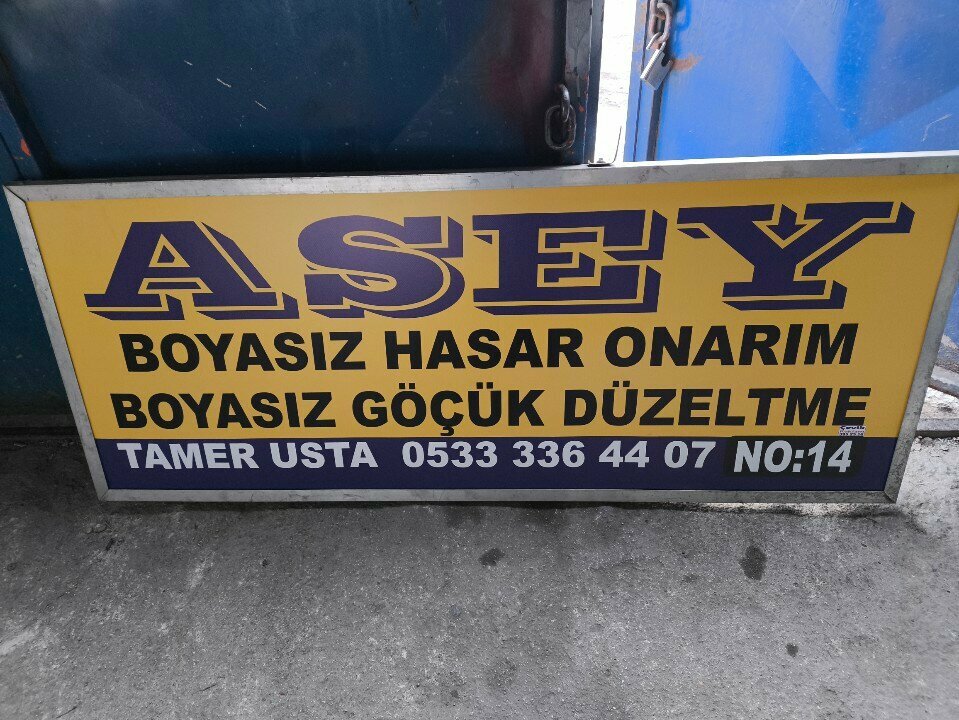 ASEY
BOYASIZ HASAR ONARIM
BOYASIZ GÖÇÜK DÜZELTME
TAMER USTA 0533 336 44 07 NO:14